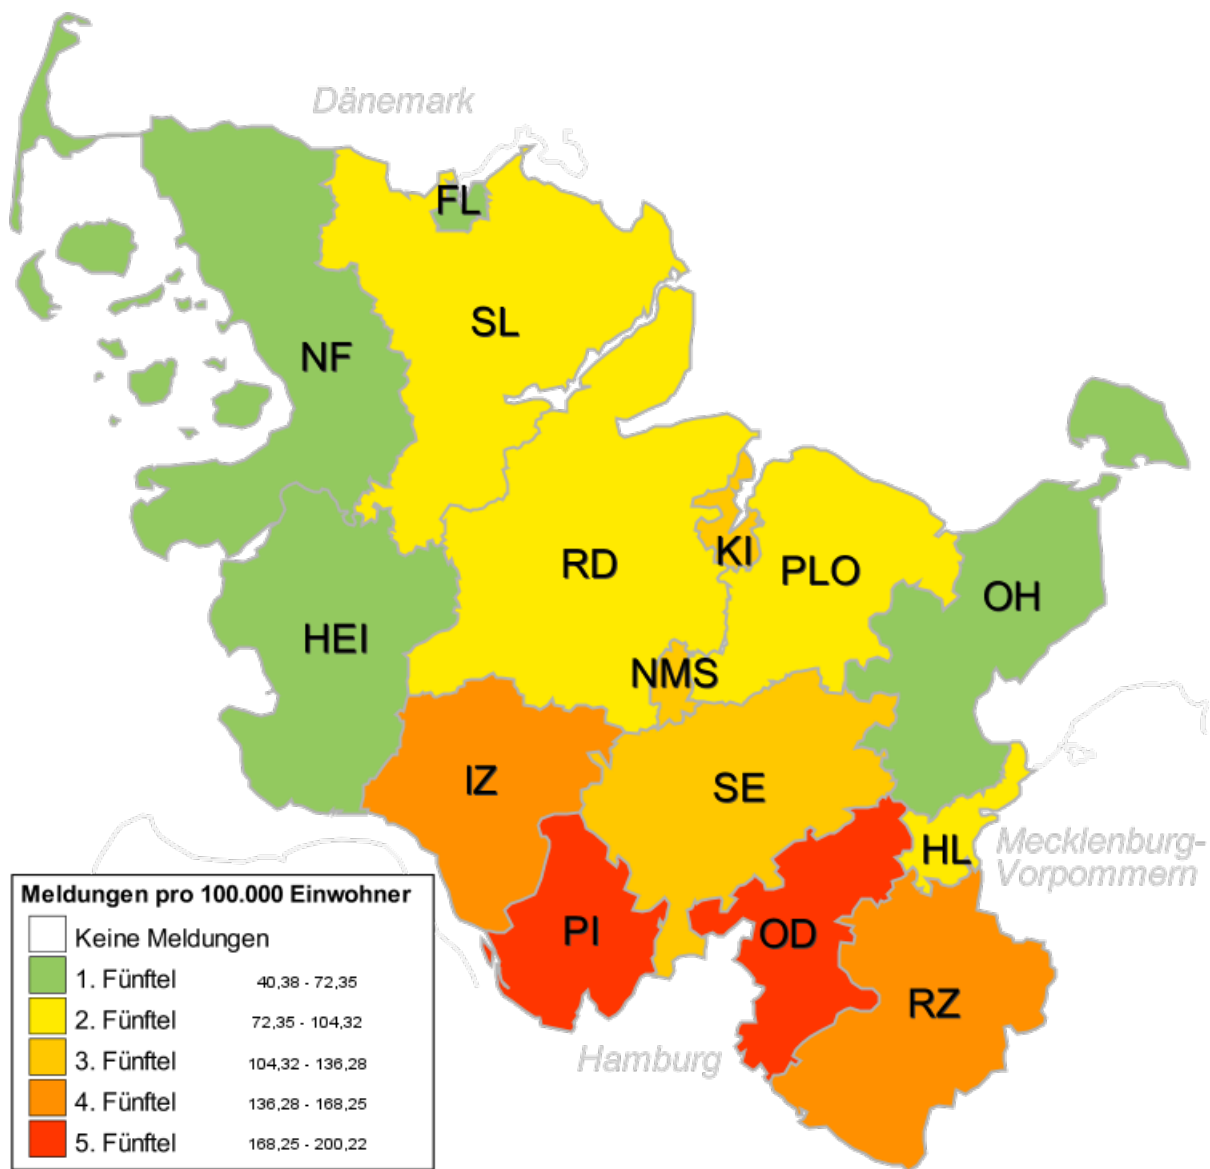 Dänemark
FL
SL
NF
RD
KI
PLO
OH
HEI
NMS
IZ
SE
HL
Mecklenburg-
Vorpommern
PI
OD
RZ
Hamburg
Meldungen pro 100.000 Einwohner
Keine Meldungen
1. Fünftel 40,38 - 72,35
2. Fünftel 72,35 - 104,32
3. Fünftel 104,32 - 136,28
4. Fünftel 136,28 - 168,25
5. Fünftel 168,25 - 200,22